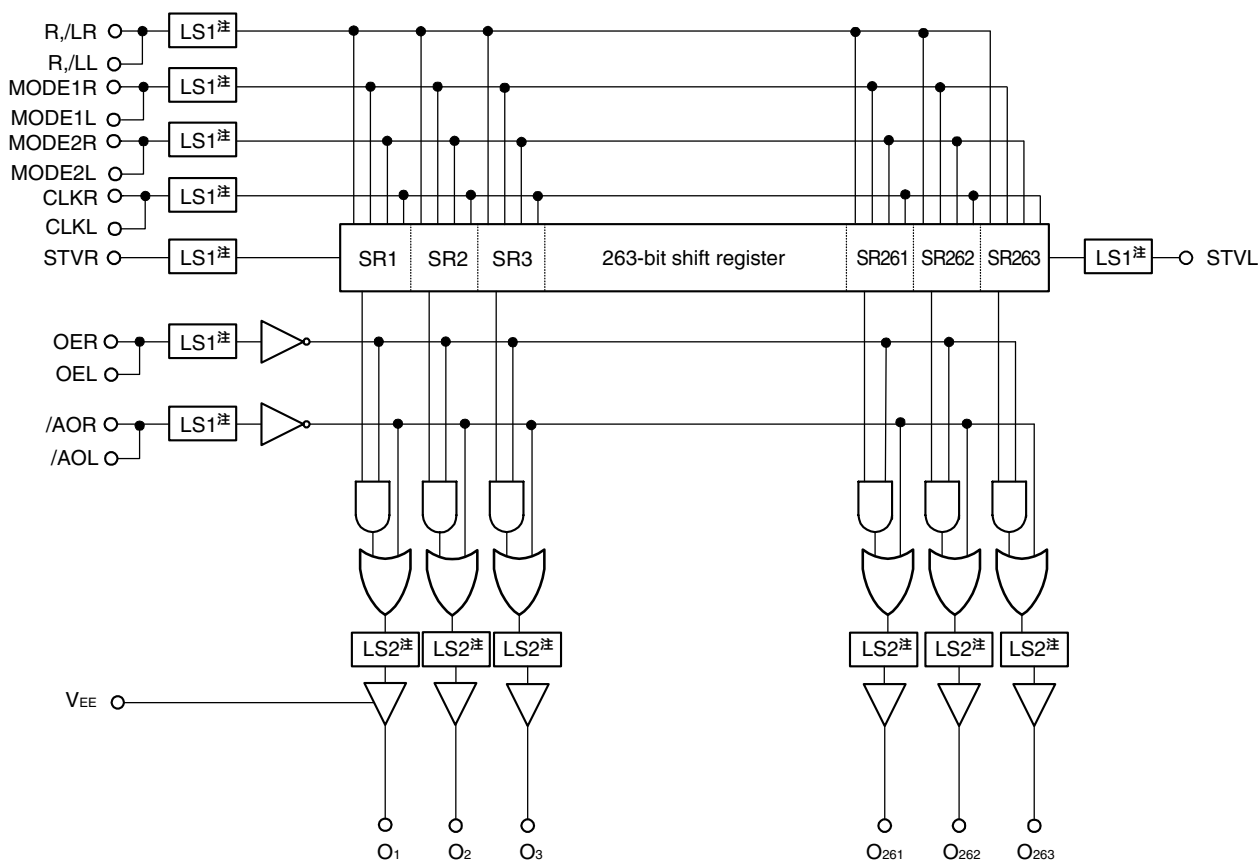 R,/LR
LS1注
R,/LL
MODE1R
LS1注
MODE1L
MODE2R
LS1注
MODE2L
CLKR
LS1注
CLKL
STVR
LS1注
SR1
SR2
SR3
263-bit shift register
SR261
SR262
SR263
LS1注
STVL
OER
LS1注
OEL
/AOR
LS1注
/AOL
LS2注
LS2注
LS2注
LS2注
LS2注
LS2注
VEE
O1
O2
O3
O261
O262
O263